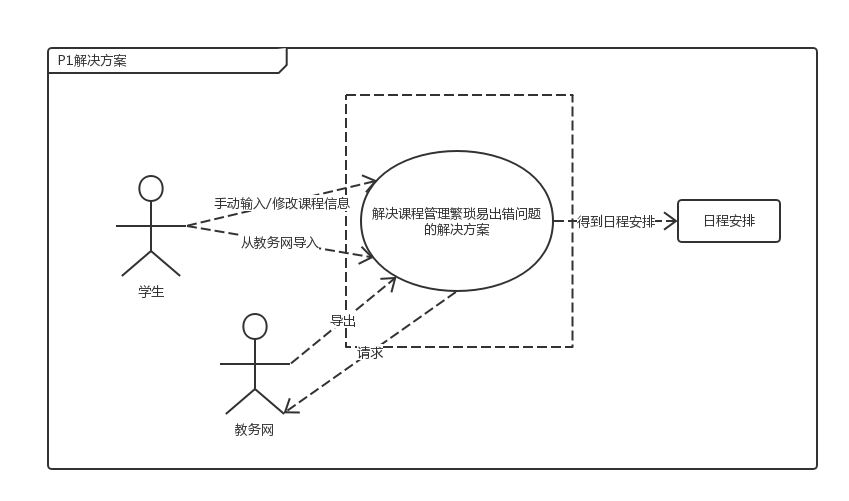 P1解决方案
手动输入/修改课程信息
从教务网导入
解决课程管理繁琐易出错问题
的解决方案
得到日程安排
日程安排
学生
导出
请求
教务网